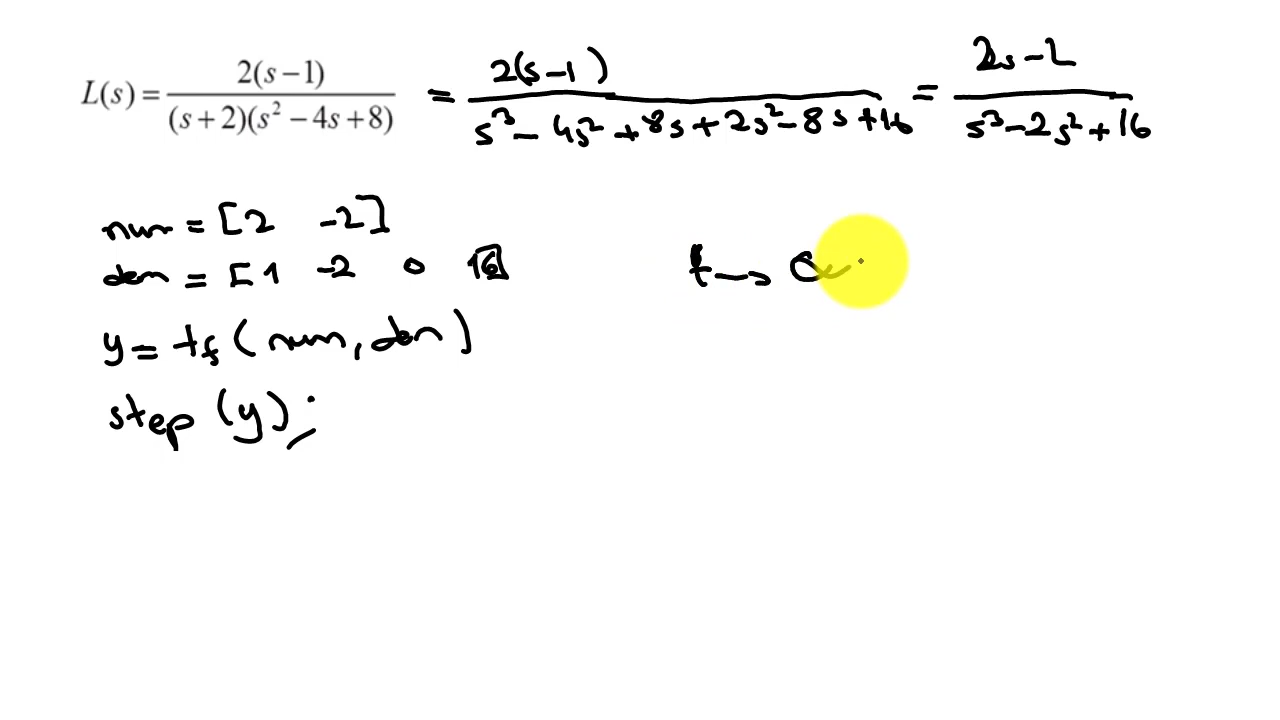 L(s) = 2(s−1) / (s+2)(s² − 4s + 8) = 2(s−1) / s³ − 4s² + 8s + 2s² − 8s + 16 = 2s − 2 / s³ − 2s² + 16
num = [2 -2]
den = [1 -2 0 16]
t → ∞
y = tf(num, den)
step(y);